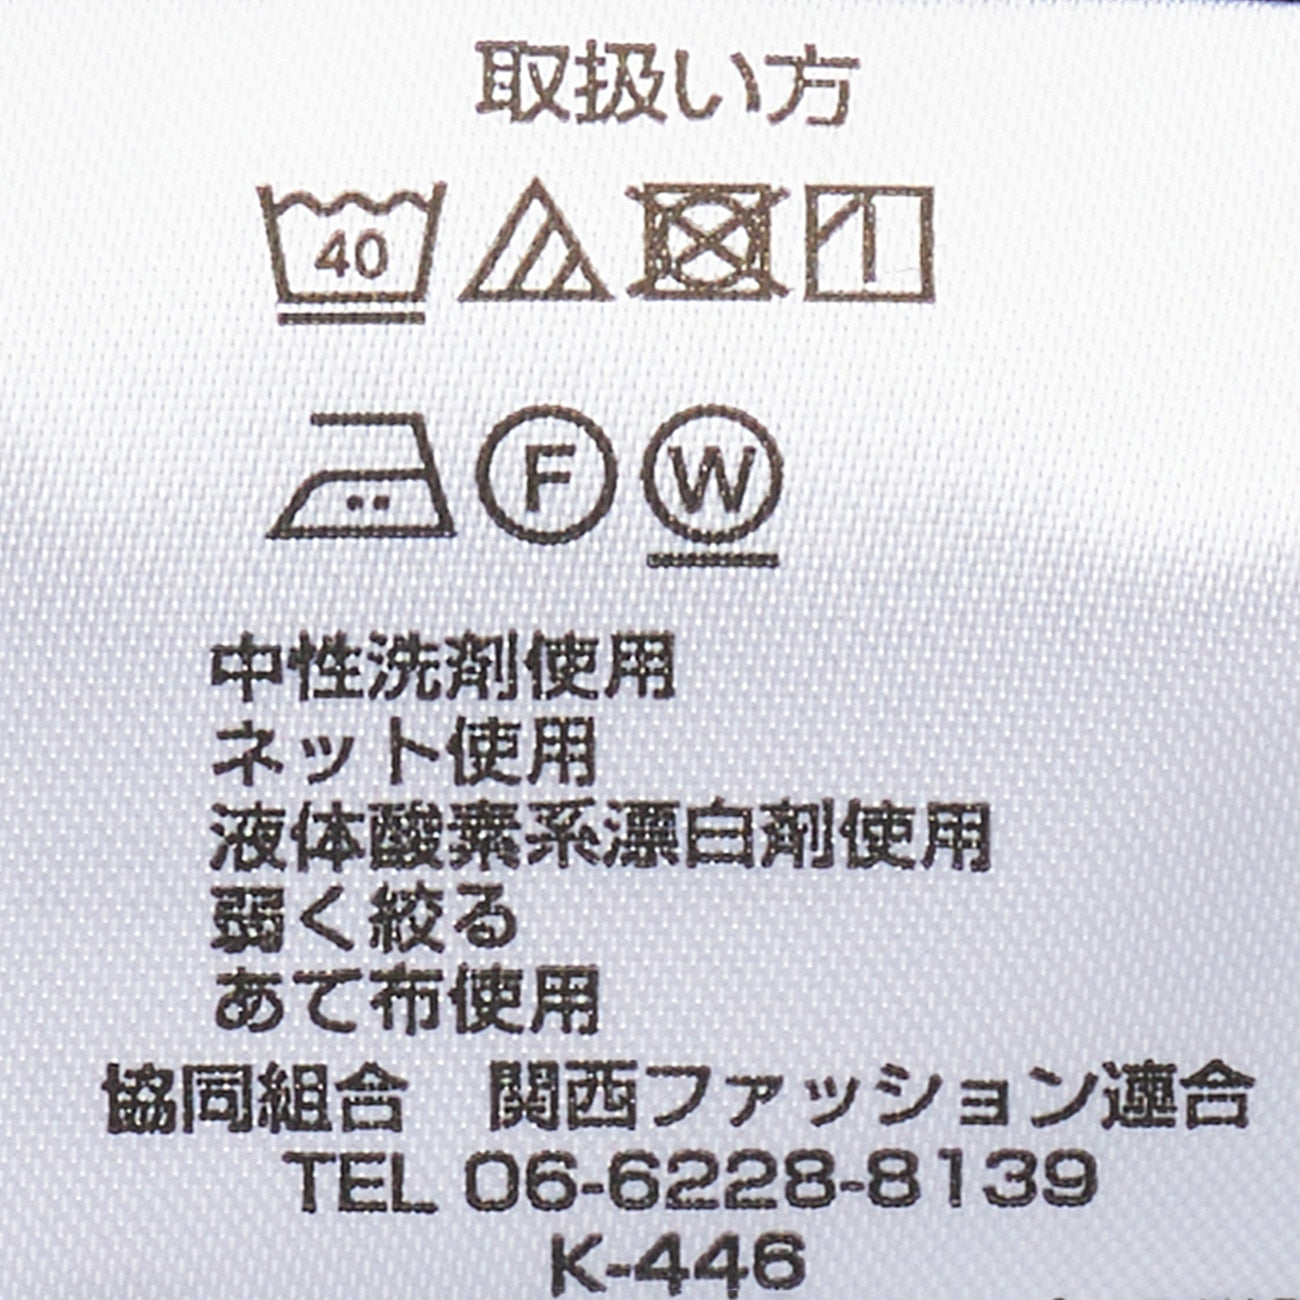 取扱い方
40
F W
中性洗剤使用
ネット使用
液体酸素系漂白剤使用
弱く絞る
あて布使用
協同組合　関西ファッション連合
TEL 06-6228-8139
K-446